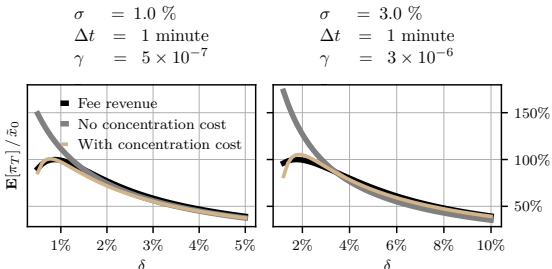 σ = 1.0 %
Δt = 1 minute
γ = 5 × 10⁻⁷
σ = 3.0 %
Δt = 1 minute
γ = 3 × 10⁻⁶
E[π_T] / x̃₀
Fee revenue
No concentration cost
With concentration cost
150%
100%
50%
1% 2% 3% 4% 5%
δ
2% 4% 6% 8% 10%
δ